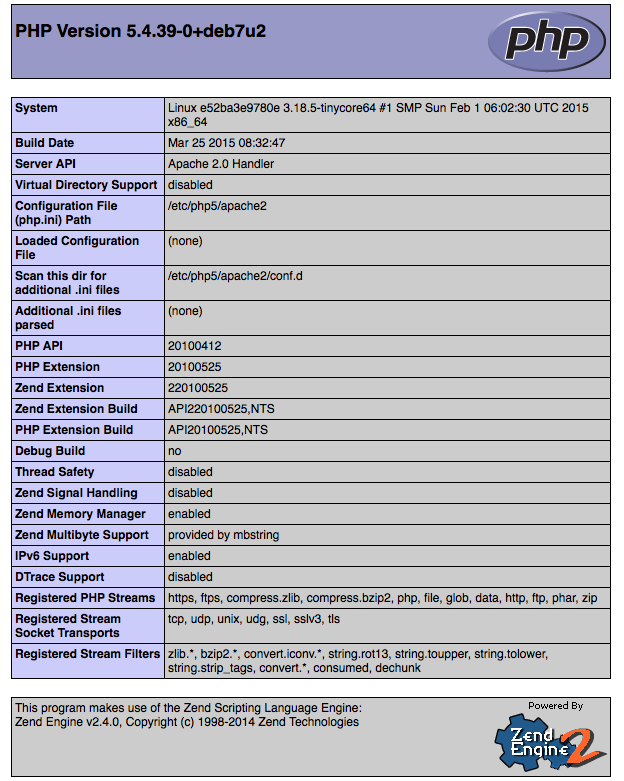 PHP Version 5.4.39-0+deb7u2
php
System Linux e52ba3e9780e 3.18.5-tinycore64 #1 SMP Sun Feb 1 06:02:30 UTC 2015
x86_64
Build Date Mar 25 2015 08:32:47
Server API Apache 2.0 Handler
Virtual Directory Support disabled
Configuration File /etc/php5/apache2
(php.ini) Path
Loaded Configuration (none)
File
Scan this dir for /etc/php5/apache2/conf.d
additional .ini files
Additional .ini files (none)
parsed
PHP API 20100412
PHP Extension 20100525
Zend Extension 220100525
Zend Extension Build API220100525,NTS
PHP Extension Build API20100525,NTS
Debug Build no
Thread Safety disabled
Zend Signal Handling disabled
Zend Memory Manager enabled
Zend Multibyte Support provided by mbstring
IPv6 Support enabled
DTrace Support disabled
Registered PHP Streams https, ftps, compress.zlib, compress.bzip2, php, file, glob, data, http, ftp, phar, zip
Registered Stream tcp, udp, unix, udg, ssl, sslv3, tls
Socket Transports
Registered Stream Filters zlib.*, bzip2.*, convert.iconv.*, string.rot13, string.toupper, string.tolower,
string.strip_tags, convert.*, consumed, dechunk
This program makes use of the Zend Scripting Language Engine:
Zend Engine v2.4.0, Copyright (c) 1998-2014 Zend Technologies
Powered By
Zend
Engine 2